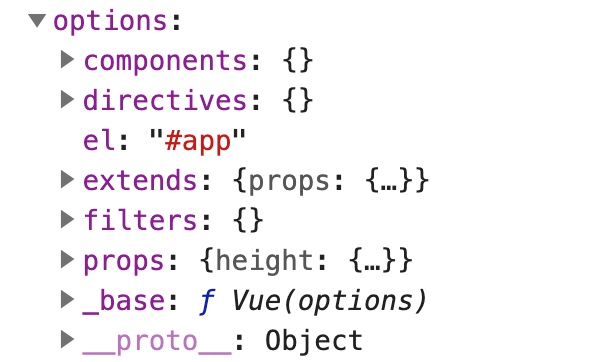 options:
components: {}
directives: {}
el: "#app"
extends: {props: {…}}
filters: {}
props: {height: {…}}
_base: ƒ Vue(options)
__proto__: Object